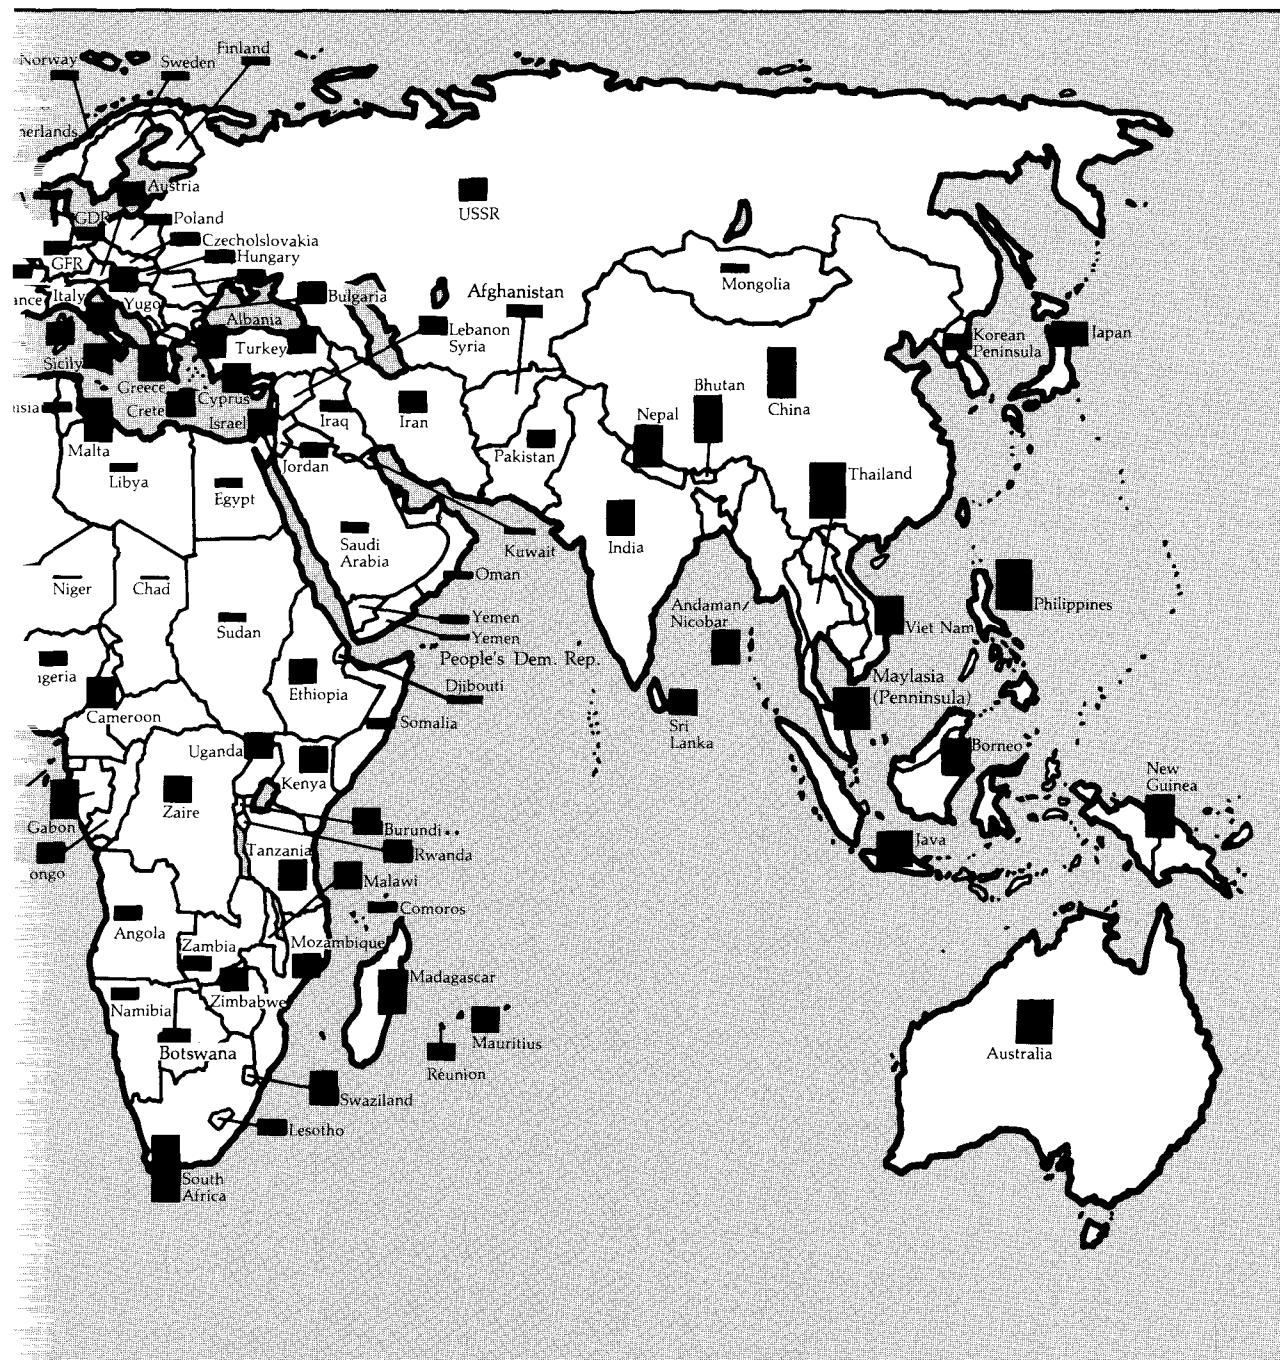 Norway
Sweden
Finland
herlands
Austria
GDR
Poland
Czecholslovakia
GFR
Hungary
USSR
Mongolia
ance
Italy
Yugo
Bulgaria
Afghanistan
Albania
Lebanon
Syria
Turkey
Korean
Peninsula
Japan
Sicily
Greece
Cyprus
Crete
Israel
isia
Iraq
Iran
Bhutan
China
Nepal
Malta
Jordan
Pakistan
Libya
Egypt
Thailand
Saudi
Arabia
India
Kuwait
Niger
Chad
Oman
Andaman/
Nicobar
Philippines
Sudan
Yemen
Yemen
People's Dem. Rep.
Viet Nam
igeria
Ethiopia
Djibouti
Maylasia
(Penninsula)
Cameroon
Somalia
Sri
Lanka
Uganda
Kenya
Borneo
New
Guinea
Zaire
Gabon
Burundi
Tanzania
Rwanda
Java
ongo
Malawi
Comoros
Angola
Zambia
Mozambique
Madagascar
Namibia
Zimbabwe
Mauritius
Australia
Botswana
Réunion
Swaziland
Lesotho
South
Africa